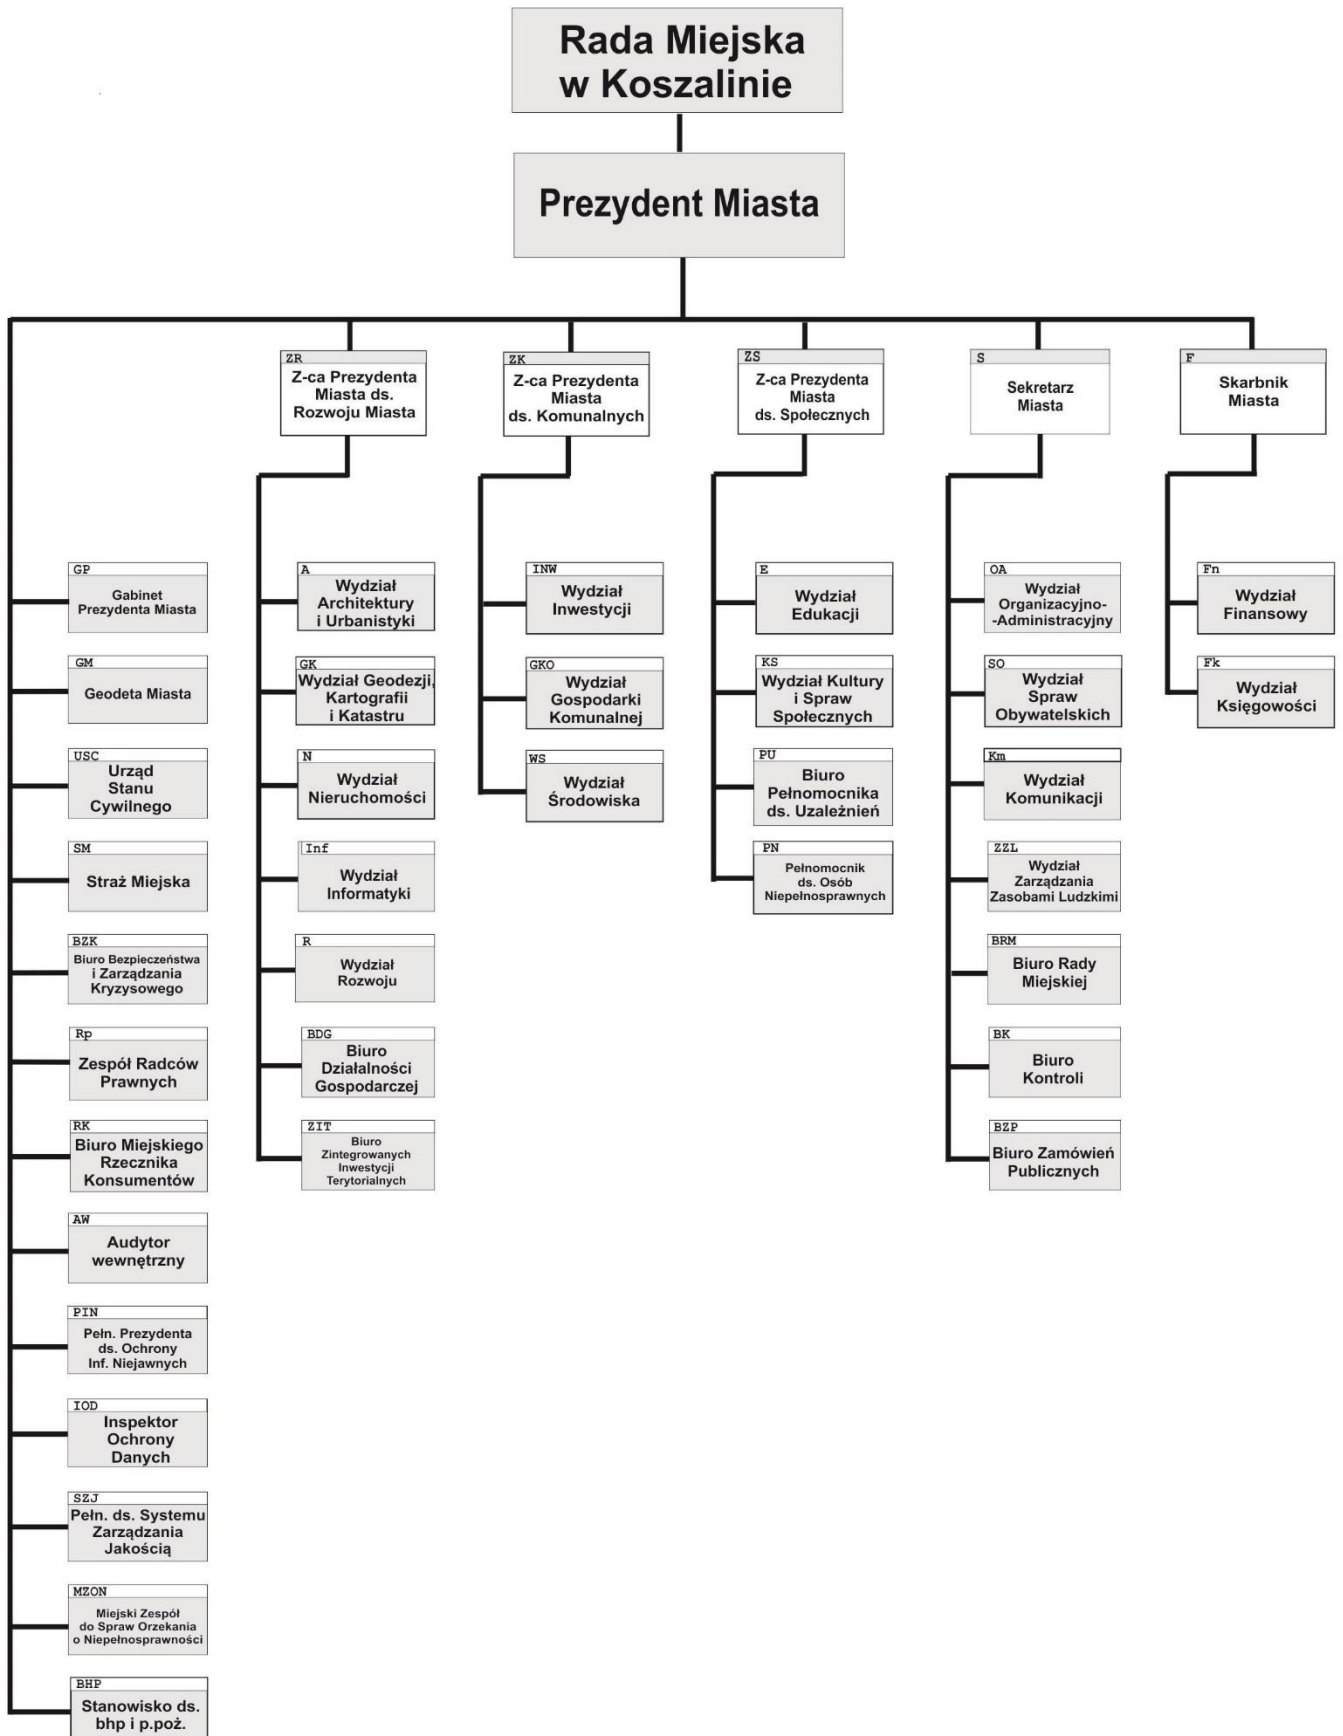 Rada Miejska
w Koszalinie
Prezydent Miasta
ZR
Z-ca Prezydenta
Miasta ds.
Rozwoju Miasta
ZK
Z-ca Prezydenta
Miasta
ds. Komunalnych
ZS
Z-ca Prezydenta
Miasta
ds. Społecznych
S
Sekretarz
Miasta
F
Skarbnik
Miasta
GP
Gabinet
Prezydenta Miasta
GM
Geodeta Miasta
USC
Urząd
Stanu
Cywilnego
SM
Straż Miejska
BZK
Biuro Bezpieczeństwa
i Zarządzania
Kryzysowego
Rp
Zespół Radców
Prawnych
RK
Biuro Miejskiego
Rzecznika
Konsumentów
AW
Audytor
wewnętrzny
PIN
Pełn. Prezydenta
ds. Ochrony
Inf. Niejawnych
IOD
Inspektor
Ochrony
Danych
SZJ
Pełn. ds. Systemu
Zarządzania
Jakością
MZON
Miejski Zespół
do Spraw Orzekania
o Niepełnosprawności
BHP
Stanowisko ds.
bhp i p.poż.
A
Wydział
Architektury
i Urbanistyki
GK
Wydział Geodezji,
Kartografii
i Katastru
N
Wydział
Nieruchomości
Inf
Wydział
Informatyki
R
Wydział
Rozwoju
BDG
Biuro
Działalności
Gospodarczej
ZIT
Biuro
Zintegrowanych
Inwestycji
Terytorialnych
INW
Wydział
Inwestycji
GKO
Wydział
Gospodarki
Komunalnej
WS
Wydział
Środowiska
E
Wydział
Edukacji
KS
Wydział Kultury
i Spraw
Społecznych
PU
Biuro
Pełnomocnika
ds. Uzależnień
PN
Pełnomocnik
ds. Osób
Niepełnosprawnych
OA
Wydział
Organizacyjno-
-Administracyjny
SO
Wydział
Spraw
Obywatelskich
Km
Wydział
Komunikacji
ZZL
Wydział
Zarządzania
Zasobami Ludzkimi
BRM
Biuro Rady
Miejskiej
BK
Biuro
Kontroli
BZP
Biuro Zamówień
Publicznych
Fn
Wydział
Finansowy
Fk
Wydział
Księgowości